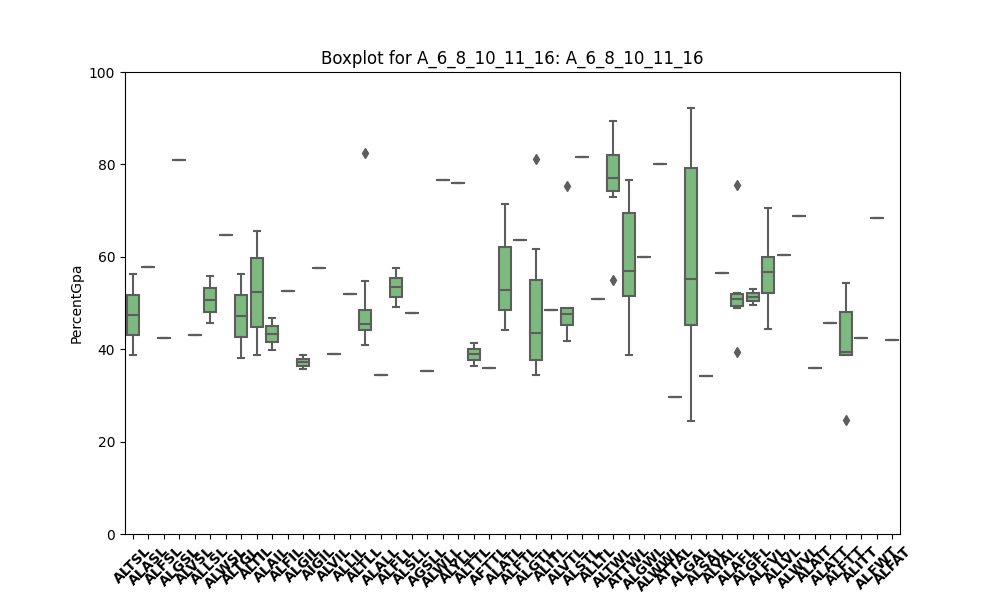 Boxplot for A_6_8_10_11_16: A_6_8_10_11_16
PercentGpa
100
80
60
40
20
0
ALTSL
ALASL
ALFSL
ALGSL
ALVSL
ALLSL
ALWSL
ALTGL
ALTIL
ALAIL
ALFIL
ALGIL
AIGIL
ALVIL
ALLIL
ALTLL
ALALL
ALFLL
ALSLL
AGSLL
ALWLL
ALTTL
AFTTL
ALATL
ALFTL
ALGTL
ALITL
ALVTL
ALSTL
ALLTL
ALTWL
ATTWL
ALGWL
ALWWL
ATTAL
ALGAL
ALSAL
ALAFL
ALGFL
ALFVL
ALLVL
ALWVL
ALAIT
ALATT
ALFTT
ALITT
ALFWT
ALFAT